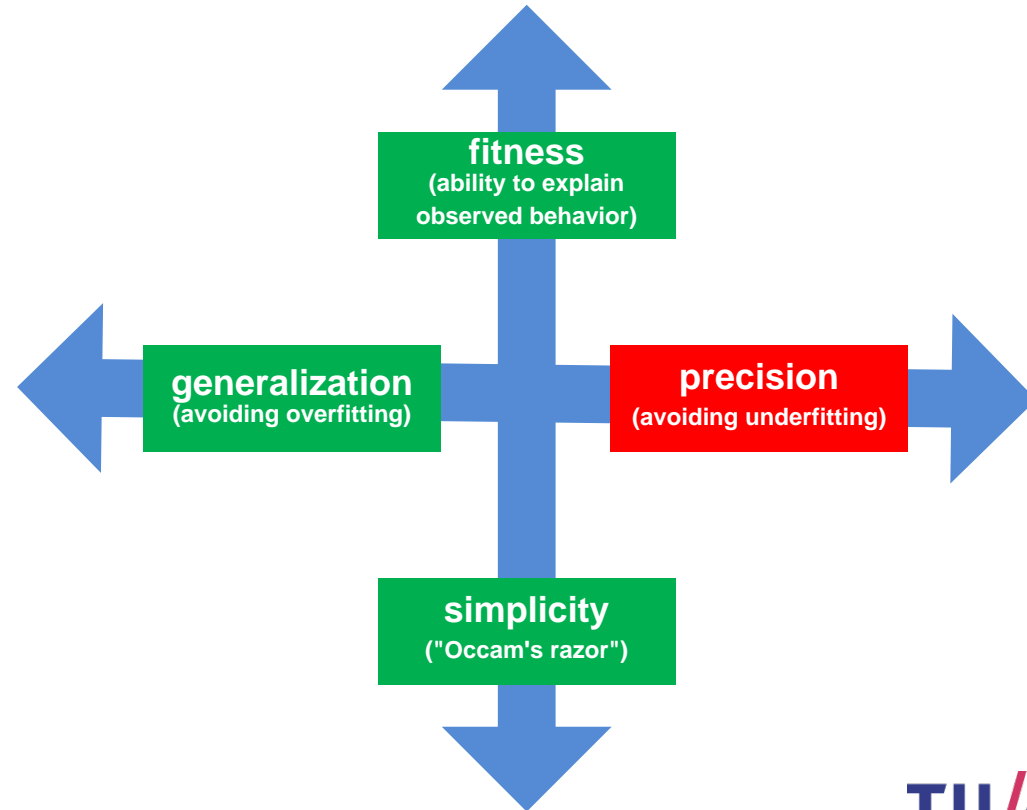 fitness
(ability to explain
observed behavior)
generalization
(avoiding overfitting)
precision
(avoiding underfitting)
simplicity
("Occam's razor")